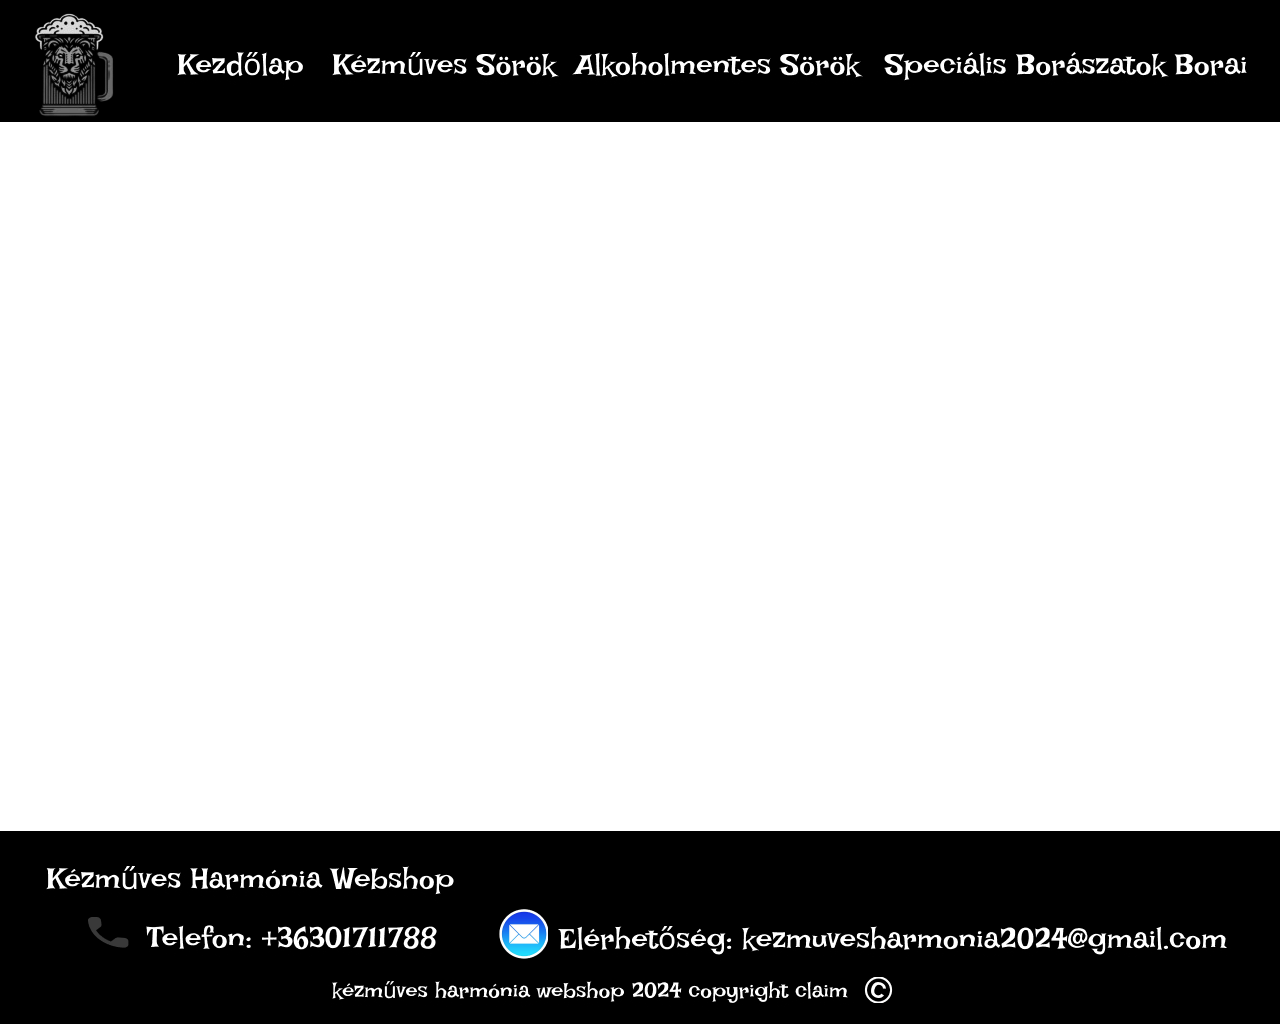 Kezdőlap Kézműves Sörök Alkoholmentes Sörök Speciális Borászatok Borai
Kézműves Harmónia Webshop
Telefon: +36301711788 Elérhetőség: kezmuvesharmonia2024@gmail.com
kézműves harmónia webshop 2024 copyright claim ©